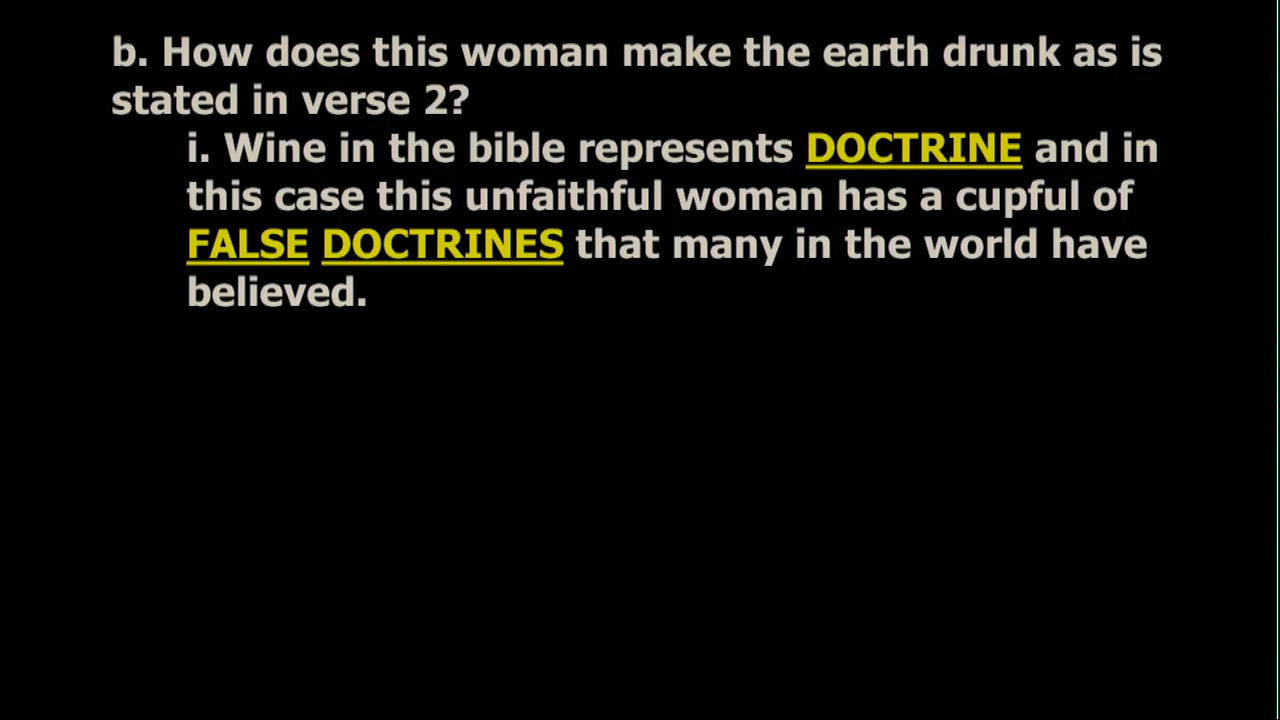 b. How does this woman make the earth drunk as is
stated in verse 2?
i. Wine in the bible represents DOCTRINE and in
this case this unfaithful woman has a cupful of
FALSE DOCTRINES that many in the world have
believed.